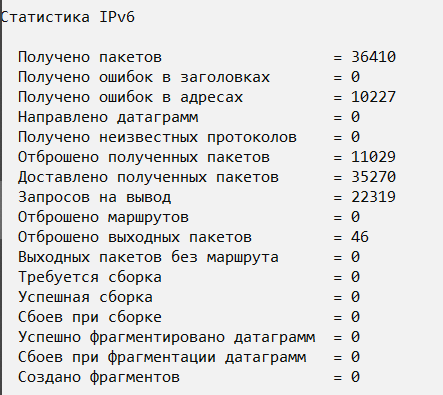 Статистика IPv6
Получено пакетов = 36410
Получено ошибок в заголовках = 0
Получено ошибок в адресах = 10227
Направлено датаграмм = 0
Получено неизвестных протоколов = 0
Отброшено полученных пакетов = 11029
Доставлено полученных пакетов = 35270
Запросов на вывод = 22319
Отброшено маршрутов = 0
Отброшено выходных пакетов = 46
Выходных пакетов без маршрута = 0
Требуется сборка = 0
Успешная сборка = 0
Сбоев при сборке = 0
Успешно фрагментировано датаграмм = 0
Сбоев при фрагментации датаграмм = 0
Создано фрагментов = 0